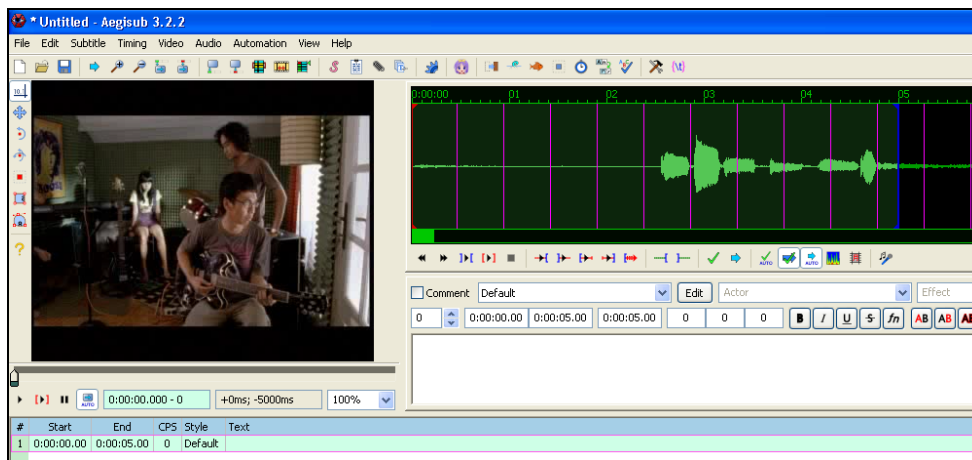 * Untitled - Aegisub 3.2.2
File Edit Subtitle Timing Video Audio Automation View Help
0:00:00 01 02 03 04 05
Comment Default Edit Actor Effect
0 0:00:00.00 0:00:05.00 0:00:05.00 0 0 0 B I U S fn AB AB AB
0:00:00.000 - 0 +0ms; -5000ms 100%
# Start End CPS Style Text
1 0:00:00.00 0:00:05.00 0 Default